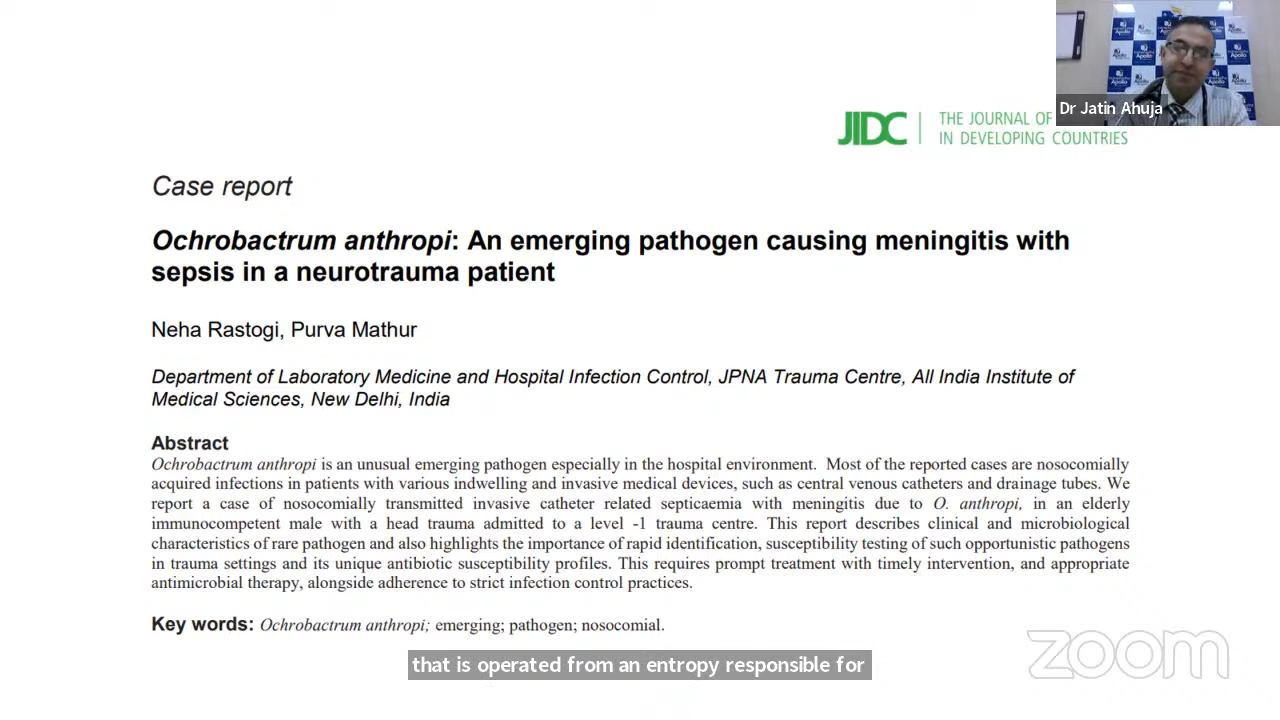 Dr Jatin Ahuja
JIDC
THE JOURNAL OF
IN DEVELOPING COUNTRIES
Case report
Ochrobactrum anthropi: An emerging pathogen causing meningitis with
sepsis in a neurotrauma patient
Neha Rastogi, Purva Mathur
Department of Laboratory Medicine and Hospital Infection Control, JPNA Trauma Centre, All India Institute of
Medical Sciences, New Delhi, India
Abstract
Ochrobactrum anthropi is an unusual emerging pathogen especially in the hospital environment. Most of the reported cases are nosocomially
acquired infections in patients with various indwelling and invasive medical devices, such as central venous catheters and drainage tubes. We
report a case of nosocomially transmitted invasive catheter related septicaemia with meningitis due to O. anthropi, in an elderly
immunocompetent male with a head trauma admitted to a level -1 trauma centre. This report describes clinical and microbiological
characteristics of rare pathogen and also highlights the importance of rapid identification, susceptibility testing of such opportunistic pathogens
in trauma settings and its unique antibiotic susceptibility profiles. This requires prompt treatment with timely intervention, and appropriate
antimicrobial therapy, alongside adherence to strict infection control practices.
Key words: Ochrobactrum anthropi; emerging; pathogen; nosocomial.
that is operated from an entropy responsible for
zoom